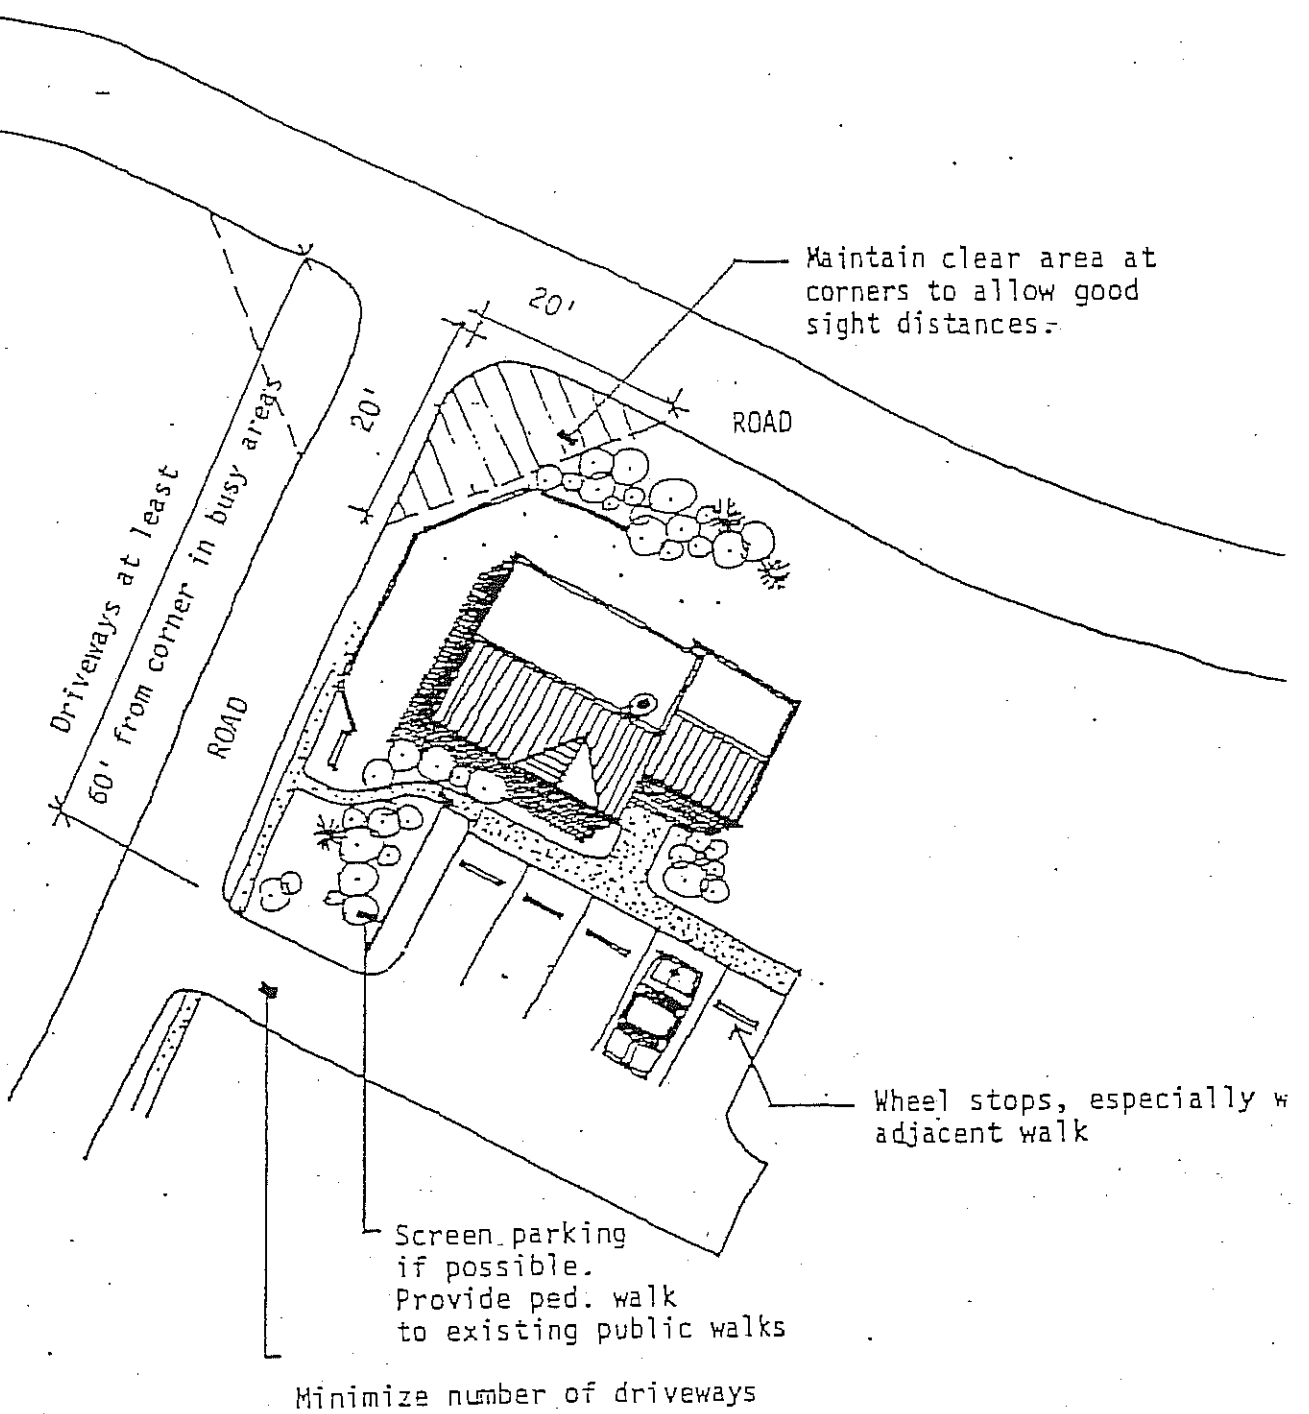 Maintain clear area at
corners to allow good
sight distances.
20'
20'
ROAD
Driveways at least
60' from corner in busy areas
ROAD
Wheel stops, especially w
adjacent walk
Screen parking
if possible.
Provide ped. walk
to existing public walks
Minimize number of driveways